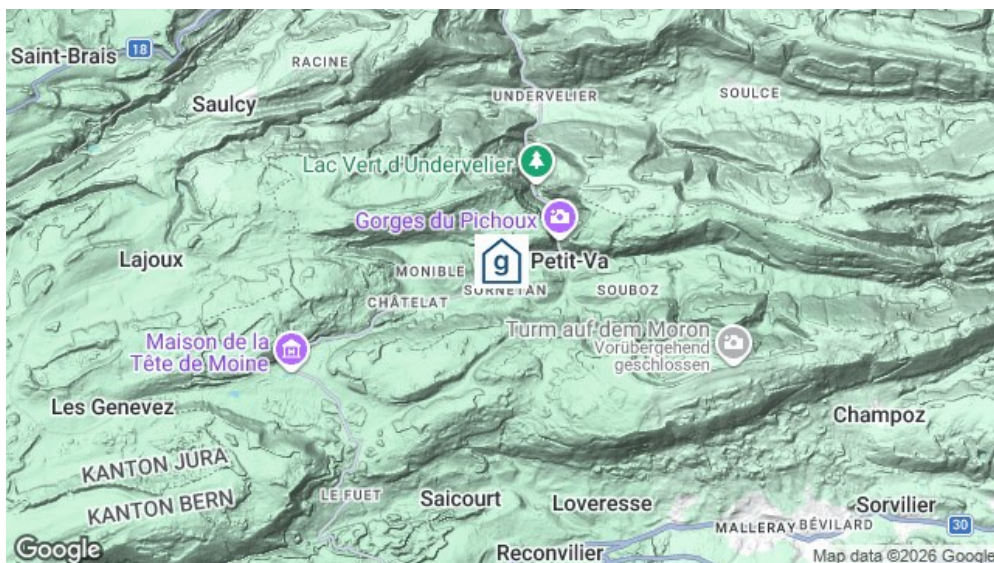 Saint-Brais
18
RACINE
Saulcy
UNDERVELIER
SOULCE
Lac Vert d'Undervelier
Gorges du Pichoux
g
Petit-Va
Lajoux
MONIBLE
SORNETAN
SOUBOZ
CHÂTELAT
Maison de la
Tête de Moine
Turm auf dem Moron
Vorübergehend
geschlossen
Les Genevez
Champoz
KANTON JURA
KANTON BERN
LE FUET
Saicourt
Loveresse
Sorvilier
MALLERAY
BÉVILARD
30
Reconvilier
Google
Map data ©2026 Google